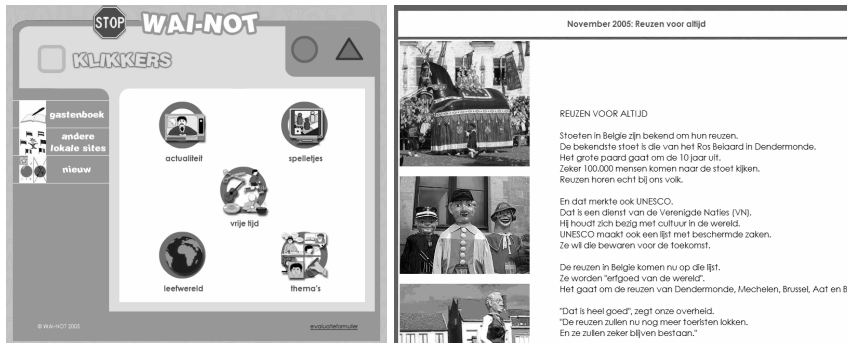 STOP
WAI-NOT
KLIKKERS
gastenboek
andere
lokale sites
nieuw
actualiteit
spelletjes
vrije tijd
leefwereld
thema's
© WAI-NOT 2005
evaluatieformulier
November 2005: Reuzen voor altijd
REUZEN VOOR ALTIJD
Stoeten in Belgie zijn bekend om hun reuzen.
De bekendste stoet is die van het Ros Beiaard in Dendermonde.
Het grote paard gaat om de 10 jaar uit.
Zeker 100.000 mensen komen naar de stoet kijken.
Reuzen horen echt bij ons volk.
En dat merkte ook UNESCO.
Dat is een dienst van de Verenigde Naties (VN).
Hij houdt zich bezig met cultuur in de wereld.
UNESCO maakt ook een lijst met beschermde zaken.
Ze wil die bewaren voor de toekomst.
De reuzen in Belgie komen nu op die lijst.
Ze worden "erfgoed van de wereld".
Het gaat om de reuzen van Dendermonde, Mechelen, Brussel, Aat en B
"Dat is heel goed", zegt onze overheid.
"De reuzen zullen nu nog meer toeristen lokken.
En ze zullen zeker blijven bestaan."